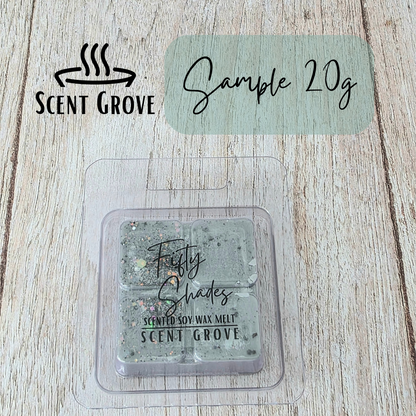 SCENT GROVE
Sample 20g
Fifty
Shades
SCENTED SOY WAX MELT
SCENT GROVE